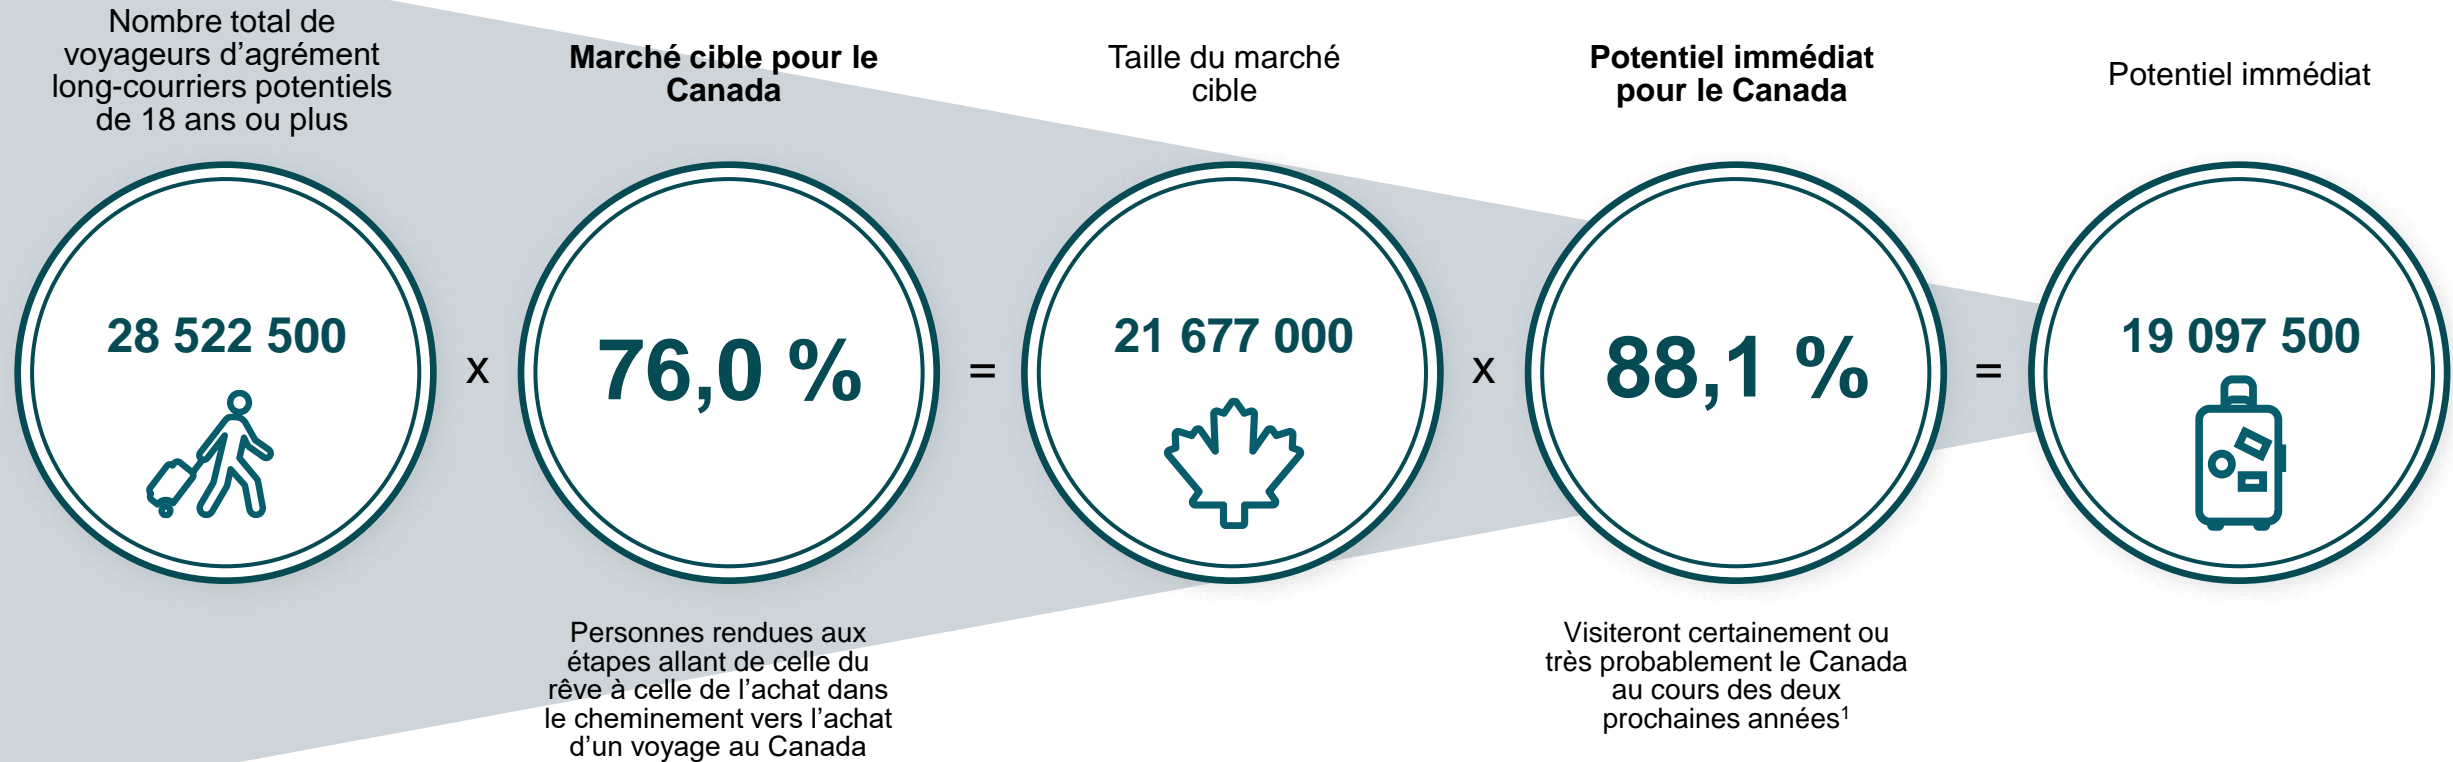 Nombre total de
voyageurs d’agrément
long-courriers potentiels
de 18 ans ou plus
28 522 500
x
Marché cible pour le
Canada
76,0 %
Personnes rendues aux
étapes allant de celle du
rêve à celle de l’achat dans
le cheminement vers l’achat
d’un voyage au Canada
=
Taille du marché
cible
21 677 000
x
Potentiel immédiat
pour le Canada
88,1 %
Visiteront certainement ou
très probablement le Canada
au cours des deux
prochaines années¹
=
Potentiel immédiat
19 097 500